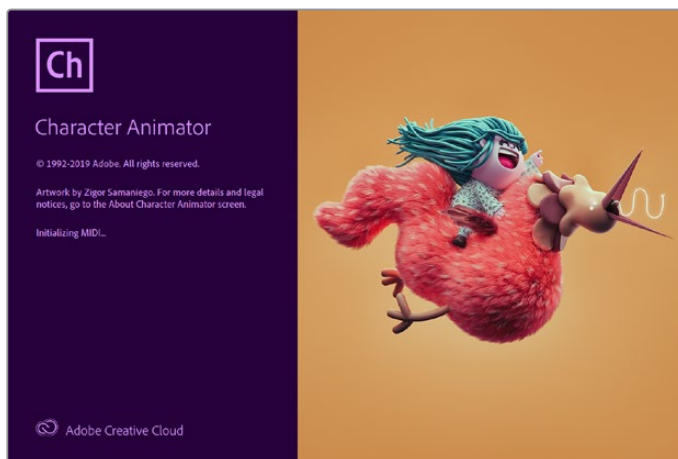 Ch
Character Animator
© 1992-2019 Adobe. All rights reserved.
Artwork by Zigor Samaniego. For more details and legal
notices, go to the About Character Animator screen.
Initializing MIDI...
Adobe Creative Cloud